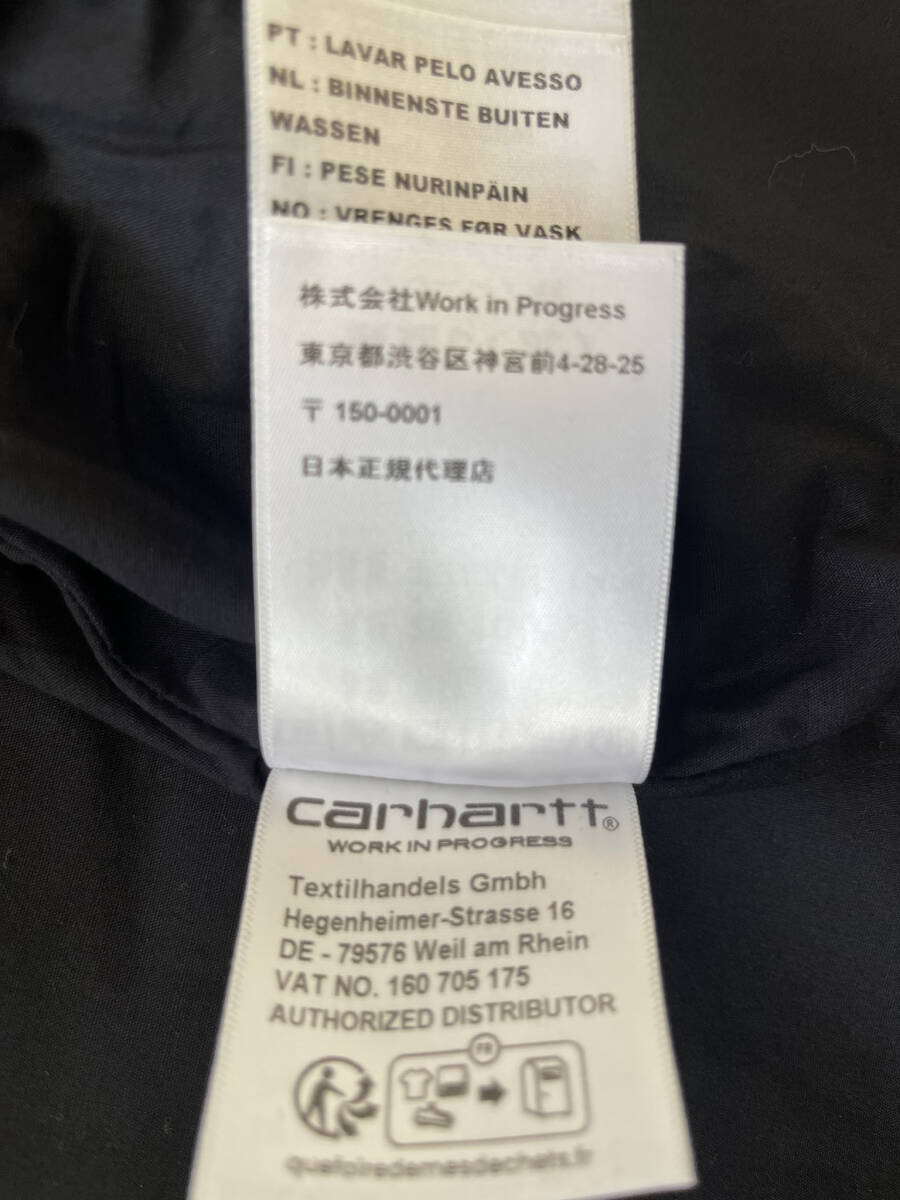 PT : LAVAR PELO AVESSO
NL : BINNENSTE BUITEN
WASSEN
FI : PESE NURINPÄIN
NO : VRENGES FØR VASK
株式会社Work in Progress
東京都渋谷区神宮前4-28-25
〒 150-0001
日本正規代理店
carhartt®
WORK IN PROGRESS
Textilhandels Gmbh
Hegenheimer-Strasse 16
DE - 79576 Weil am Rhein
VAT NO. 160 705 175
AUTHORIZED DISTRIBUTOR
FR
quefairedemesdechets.fr